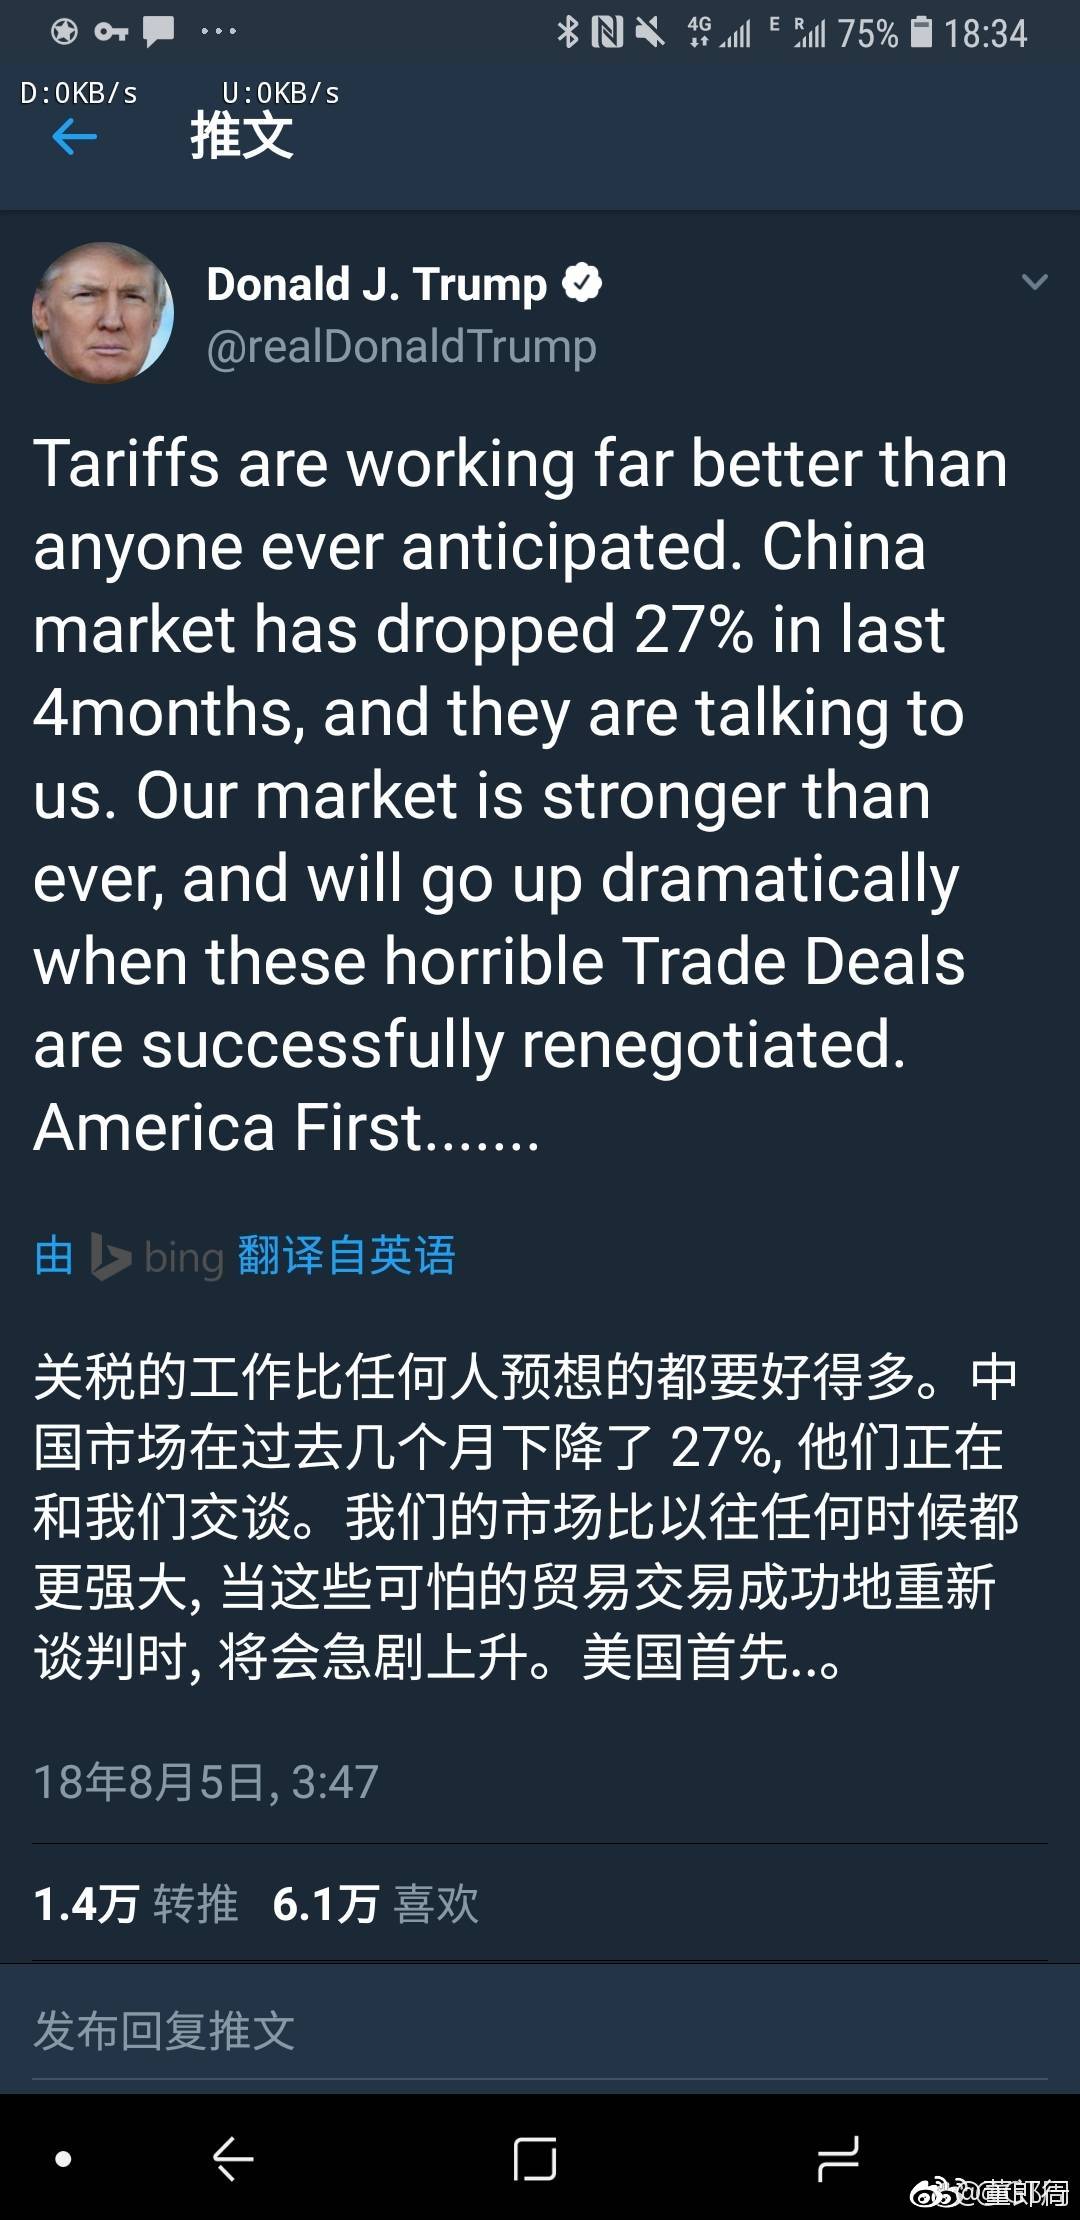 4G E R 75% 18:34
D:0KB/s U:0KB/s
推文
Donald J. Trump
@realDonaldTrump
Tariffs are working far better than
anyone ever anticipated. China
market has dropped 27% in last
4months, and they are talking to
us. Our market is stronger than
ever, and will go up dramatically
when these horrible Trade Deals
are successfully renegotiated.
America First.......
由 bing 翻译自英语
关税的工作比任何人预想的都要好得多。中
国市场在过去几个月下降了 27%, 他们正在
和我们交谈。我们的市场比以往任何时候都
更强大, 当这些可怕的贸易交易成功地重新
谈判时, 将会急剧上升。美国首先..。
18年8月5日, 3:47
1.4万 转推 6.1万 喜欢
发布回复推文